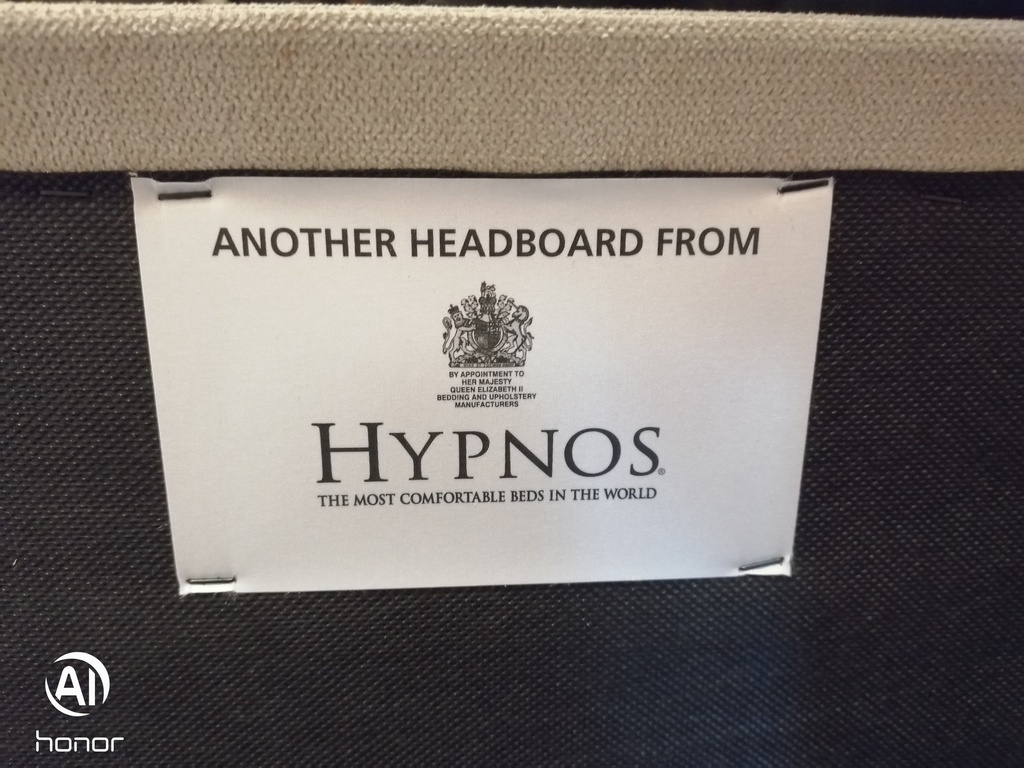 ANOTHER HEADBOARD FROM
BY APPOINTMENT TO
HER MAJESTY
QUEEN ELIZABETH II
BEDDING AND UPHOLSTERY
MANUFACTURERS
HYPNOS®
THE MOST COMFORTABLE BEDS IN THE WORLD
AI
honor